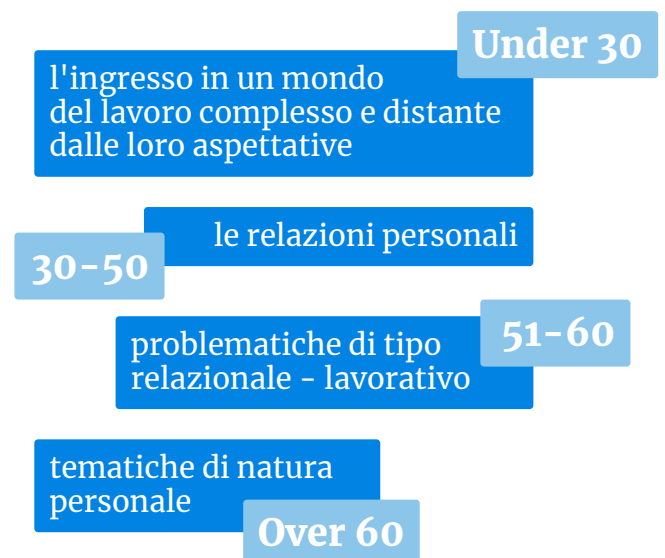 Under 30
l'ingresso in un mondo
del lavoro complesso e distante
dalle loro aspettative
le relazioni personali
30-50
51-60
problematiche di tipo
relazionale - lavorativo
tematiche di natura
personale
Over 60